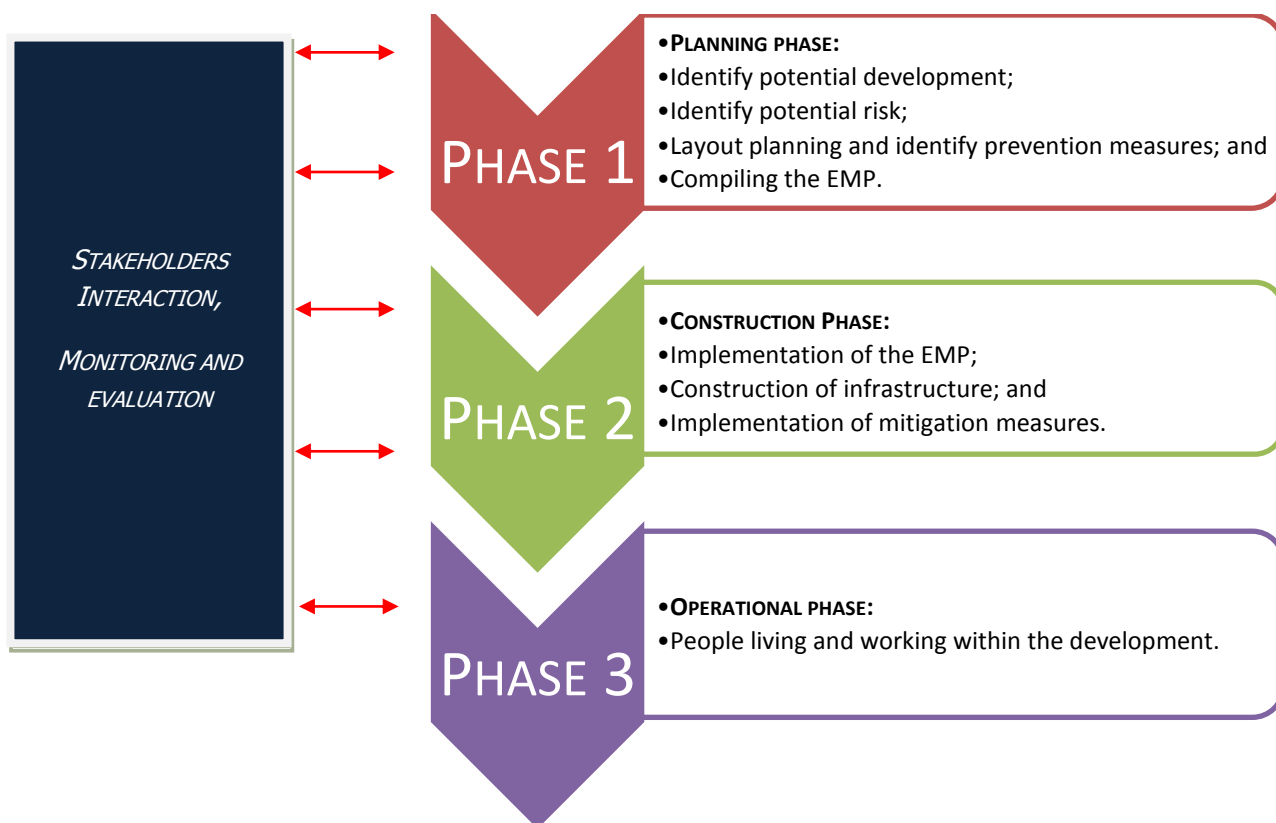 STAKEHOLDERS
INTERACTION,
MONITORING AND
EVALUATION
PHASE 1
•PLANNING PHASE:
•Identify potential development;
•Identify potential risk;
•Layout planning and identify prevention measures; and
•Compiling the EMP.
PHASE 2
•CONSTRUCTION PHASE:
•Implementation of the EMP;
•Construction of infrastructure; and
•Implementation of mitigation measures.
PHASE 3
•OPERATIONAL PHASE:
•People living and working within the development.